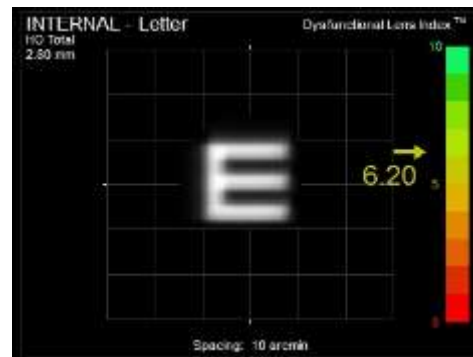 INTERNAL - Letter
HO Total
2.80 mm
Dysfunctional Lens Index™
10
6.20
5
0
E
Spacing: 10 arcmin